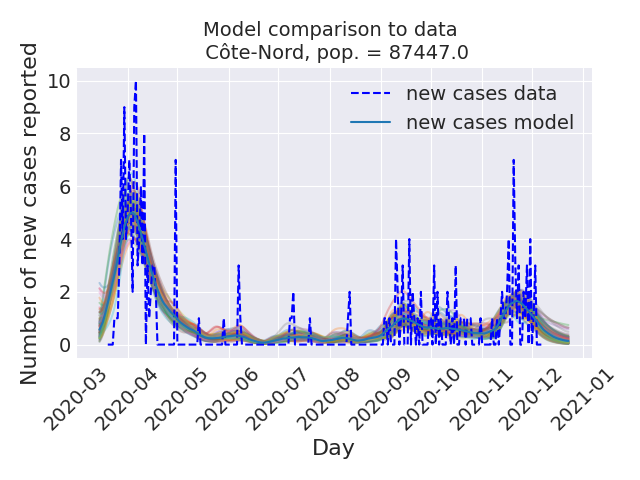 Model comparison to data
Côte-Nord, pop. = 87447.0
Number of new cases reported
10
8
6
4
2
0
new cases data
new cases model
2020-03
2020-04
2020-05
2020-06
2020-07
2020-08
2020-09
2020-10
2020-11
2020-12
2021-01
Day